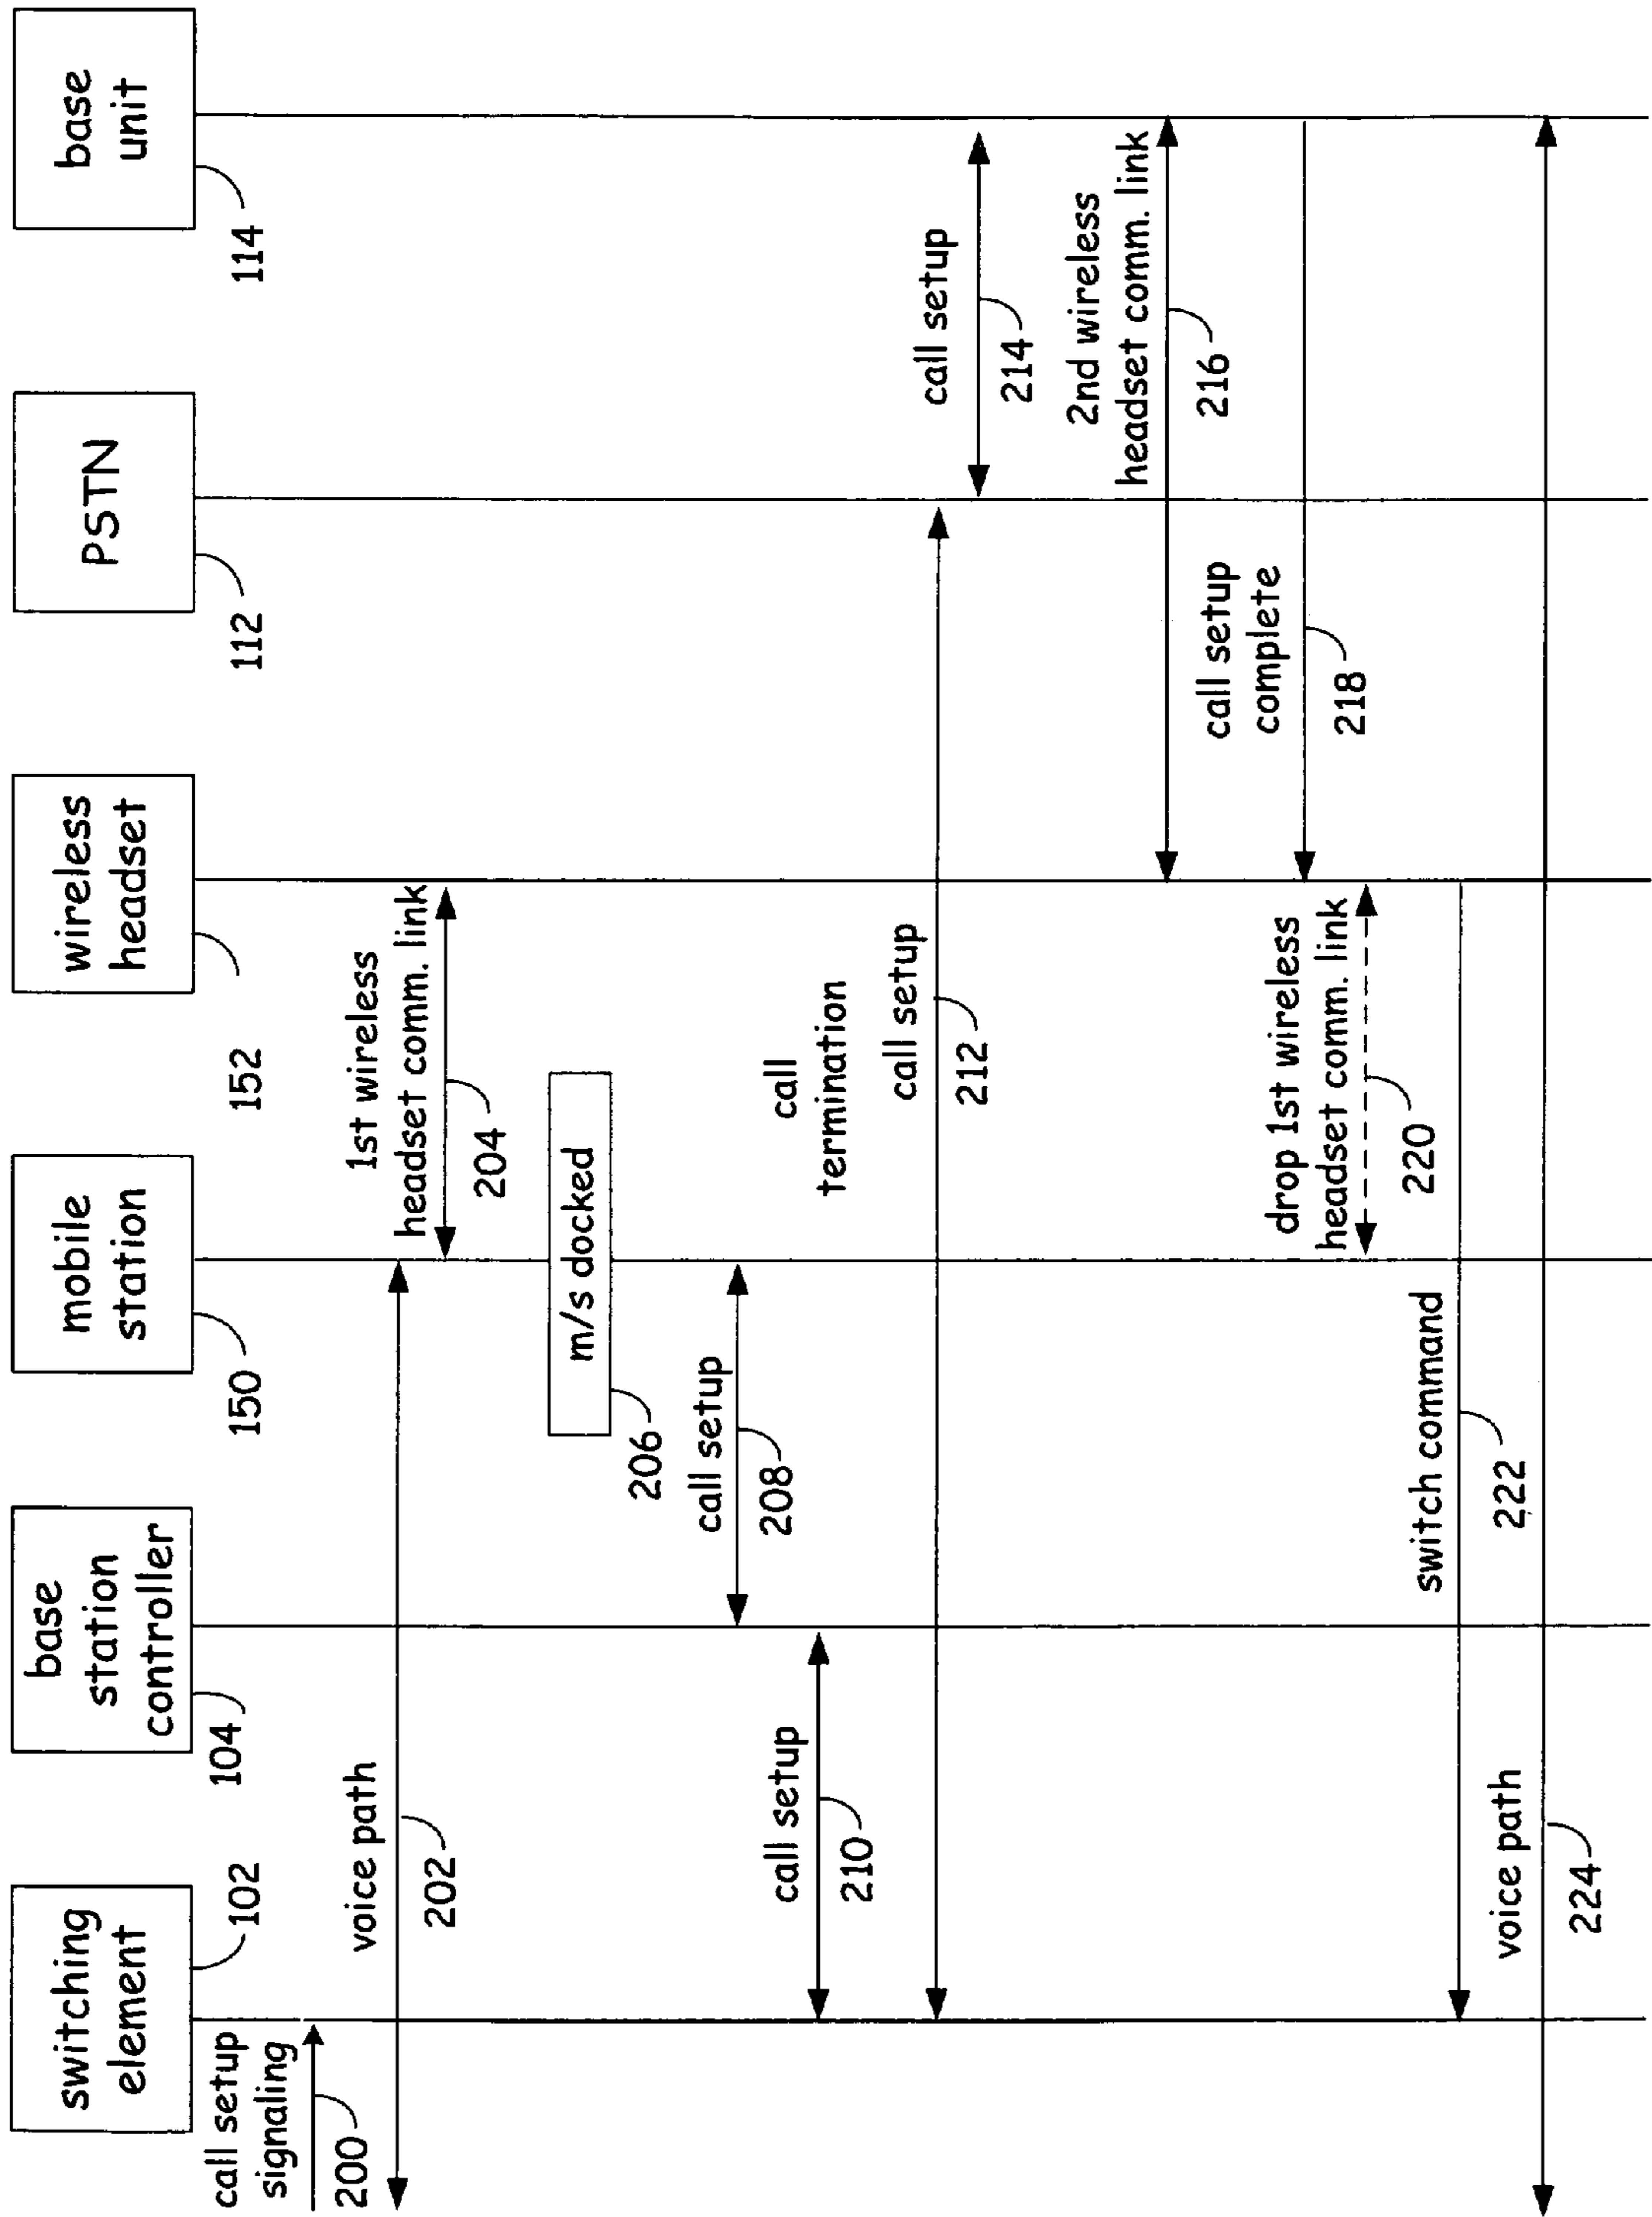 switching
element
102
base
station
controller
104
mobile
station
150
wireless
headset
152
PSTN
112
base
unit
114
call setup
signaling
200
voice path
202
1st wireless
headset comm. link
204
m/s docked
206
call setup
208
call setup
210
call
termination
call setup
212
call setup
214
2nd wireless
headset comm. link
216
call setup
complete
218
drop 1st wireless
headset comm. link
220
switch command
222
voice path
224